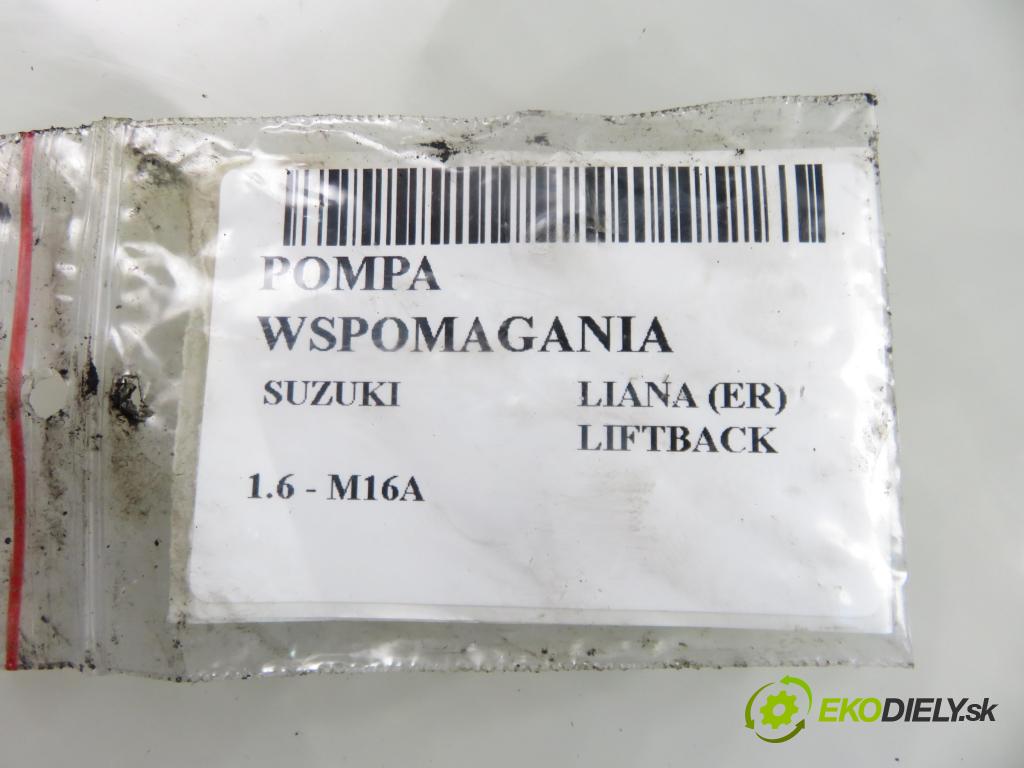 POMPA
WSPOMAGANIA
SUZUKI LIANA (ER)
LIFTBACK
1.6 - M16A
EKODIELY.sk